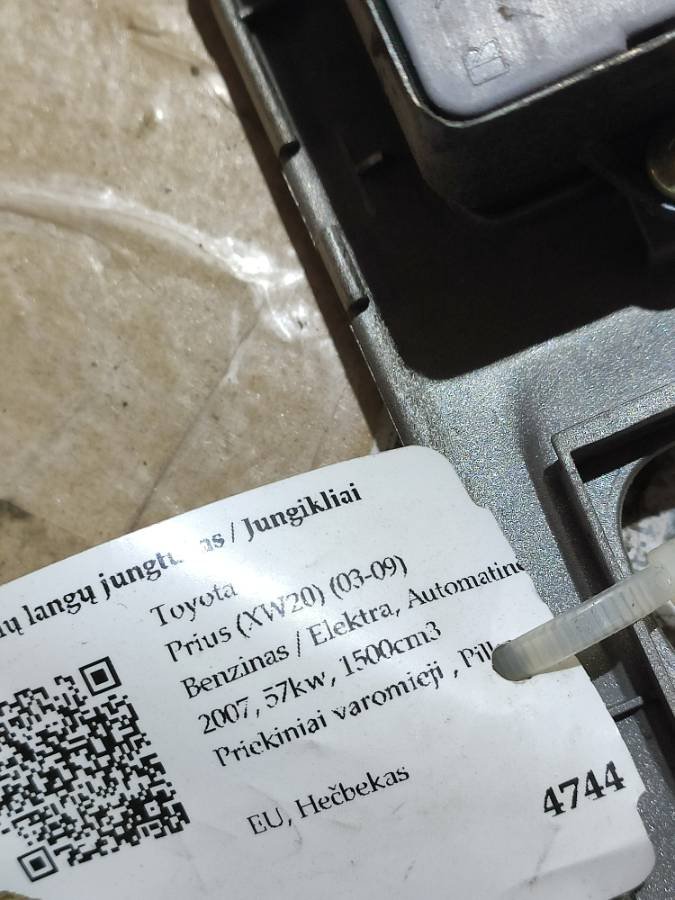 langų jungtu as / Jungikliai
Toyota
Prius (XW20) (03-09)
Benzinas / Elektra, Automatinė
2007, 57kw, 1500cm3
Priekiniai varomieji , Pil
EU, Hečbekas
4744